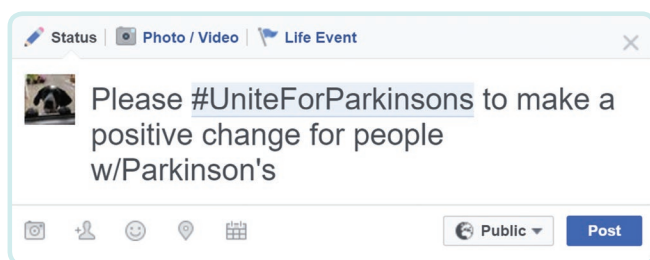 Status Photo / Video Life Event
Please #UniteForParkinsons to make a
positive change for people
w/Parkinson's
Public Post